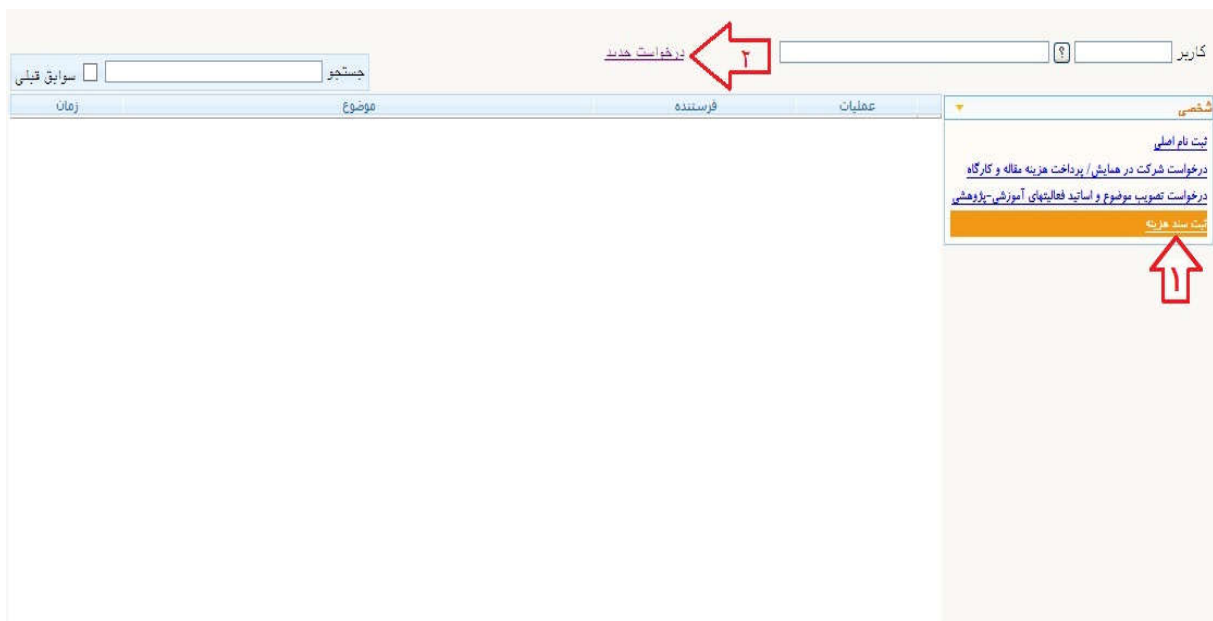 کاربر ؟ ۲ درخواست جدید
جستجو سوابق قبلی
شخصی
ثبت نام اصلی
درخواست شرکت در همایش/ پرداخت هزینه مقاله و کارگاه
درخواست تصویب موضوع و اساتید فعالیتهای آموزشی-پژوهشی
ثبت سند هزینه
۱
عملیات فرستنده موضوع زمان